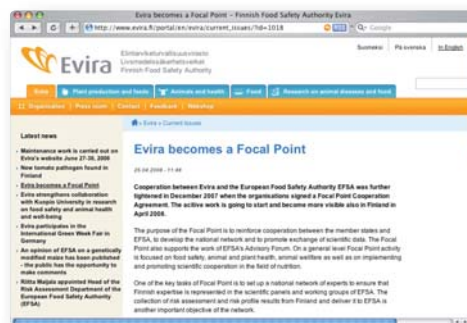 Evira becomes a Focal Point – Finnish Food Safety Authority Evira
http://www.evira.fi/portal/en/evira/current_issues/?id=1018
RSS
Google
Suomeksi
På svenska
In English
Evira
Elintarviketurvallisuusvirasto
Livsmedelssäkerhetsverket
Finnish Food Safety Authority
Evira
Plant production and feeds
Animals and health
Food
Research on animal diseases and food
Organisation
Press room
Contact
Feedback
Webshop
Latest news
Maintenance work is carried out on
Evira's website June 27-30, 2008
New tomato pathogen found in
Finland
Evira becomes a Focal Point
Evira strengthens collaboration
with Kuopio University in research
on food safety and animal health
and well-being
Evira participates in the
International Green Week Fair in
Germany
An opinion of EFSA on a genetically
modified maize has been published
- the public has the opportunity to
make comments
Riitta Maijala appointed Head of the
Risk Assessment Department of the
European Food Safety Authority
(EFSA)
> Evira > Current issues
Evira becomes a Focal Point
Cooperation between Evira and the European Food Safety Authority EFSA was further
tightened in December 2007 when the organisations signed a Focal Point Cooperation
Agreement. The active work is going to start and become more visible also in Finland in
April 2008.
The purpose of the Focal Point is to reinforce cooperation between the member states and
EFSA, to develop the national network and to promote exchange of scientific data. The Focal
Point also supports the work of EFSA's Advisory Forum. On a general level Focal Point activity
is focused on food safety, animal and plant health, animal welfare as well as on implementing
and promoting scientific cooperation in the field of nutrition.
One of the key tasks of Focal Point is to set up a national network of experts to ensure that
Finnish expertise is represented in the scientific panels and working groups of EFSA. The
collection of risk assessment and risk profile results from Finland and deliver it to EFSA is
another important objective of the network.